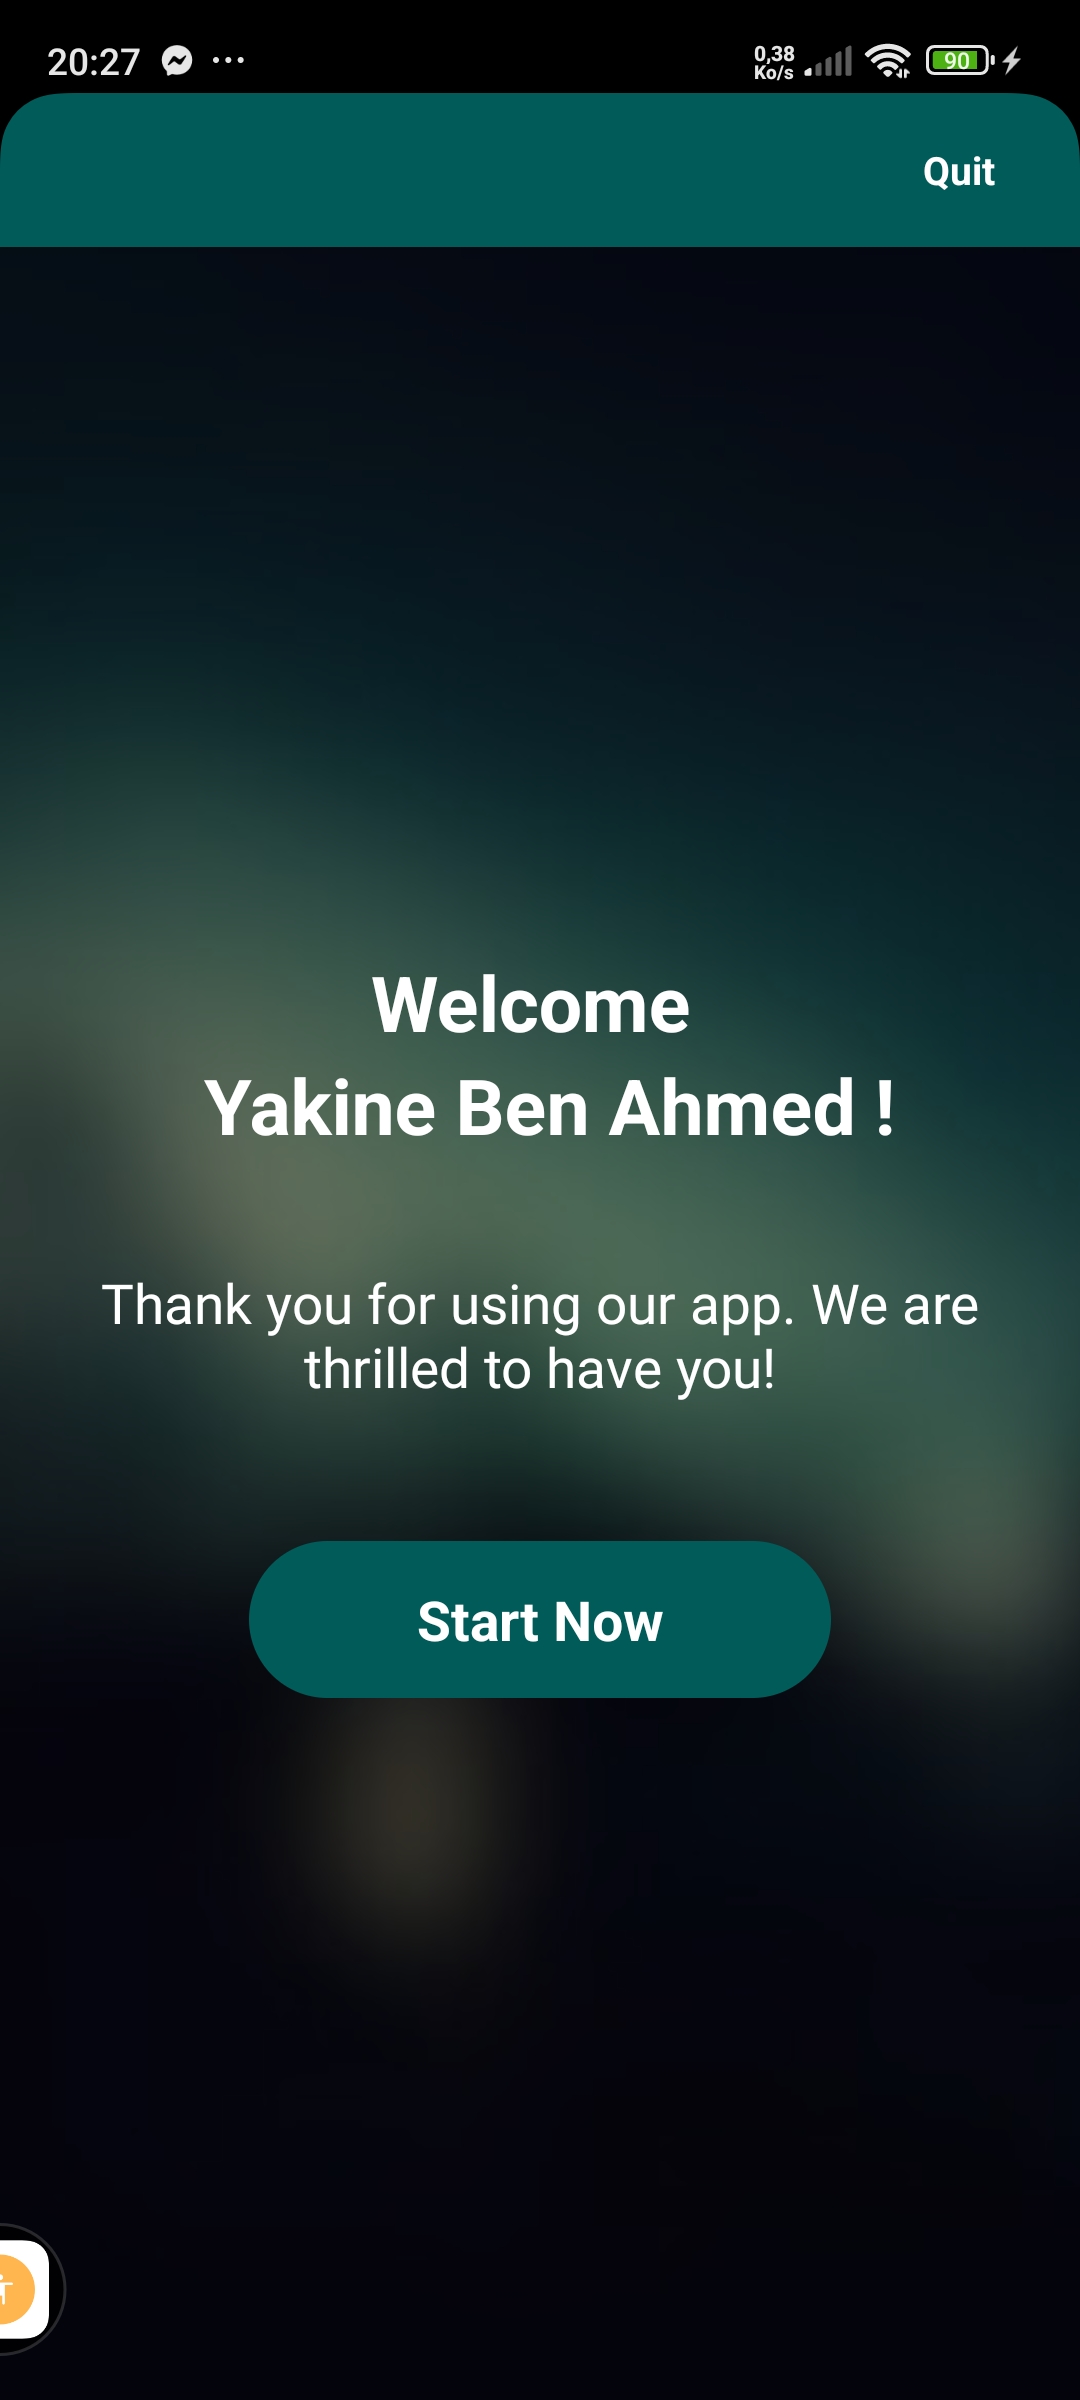 20:27
0,38
Ko/s
90
Quit
Welcome
Yakine Ben Ahmed !
Thank you for using our app. We are
thrilled to have you!
Start Now